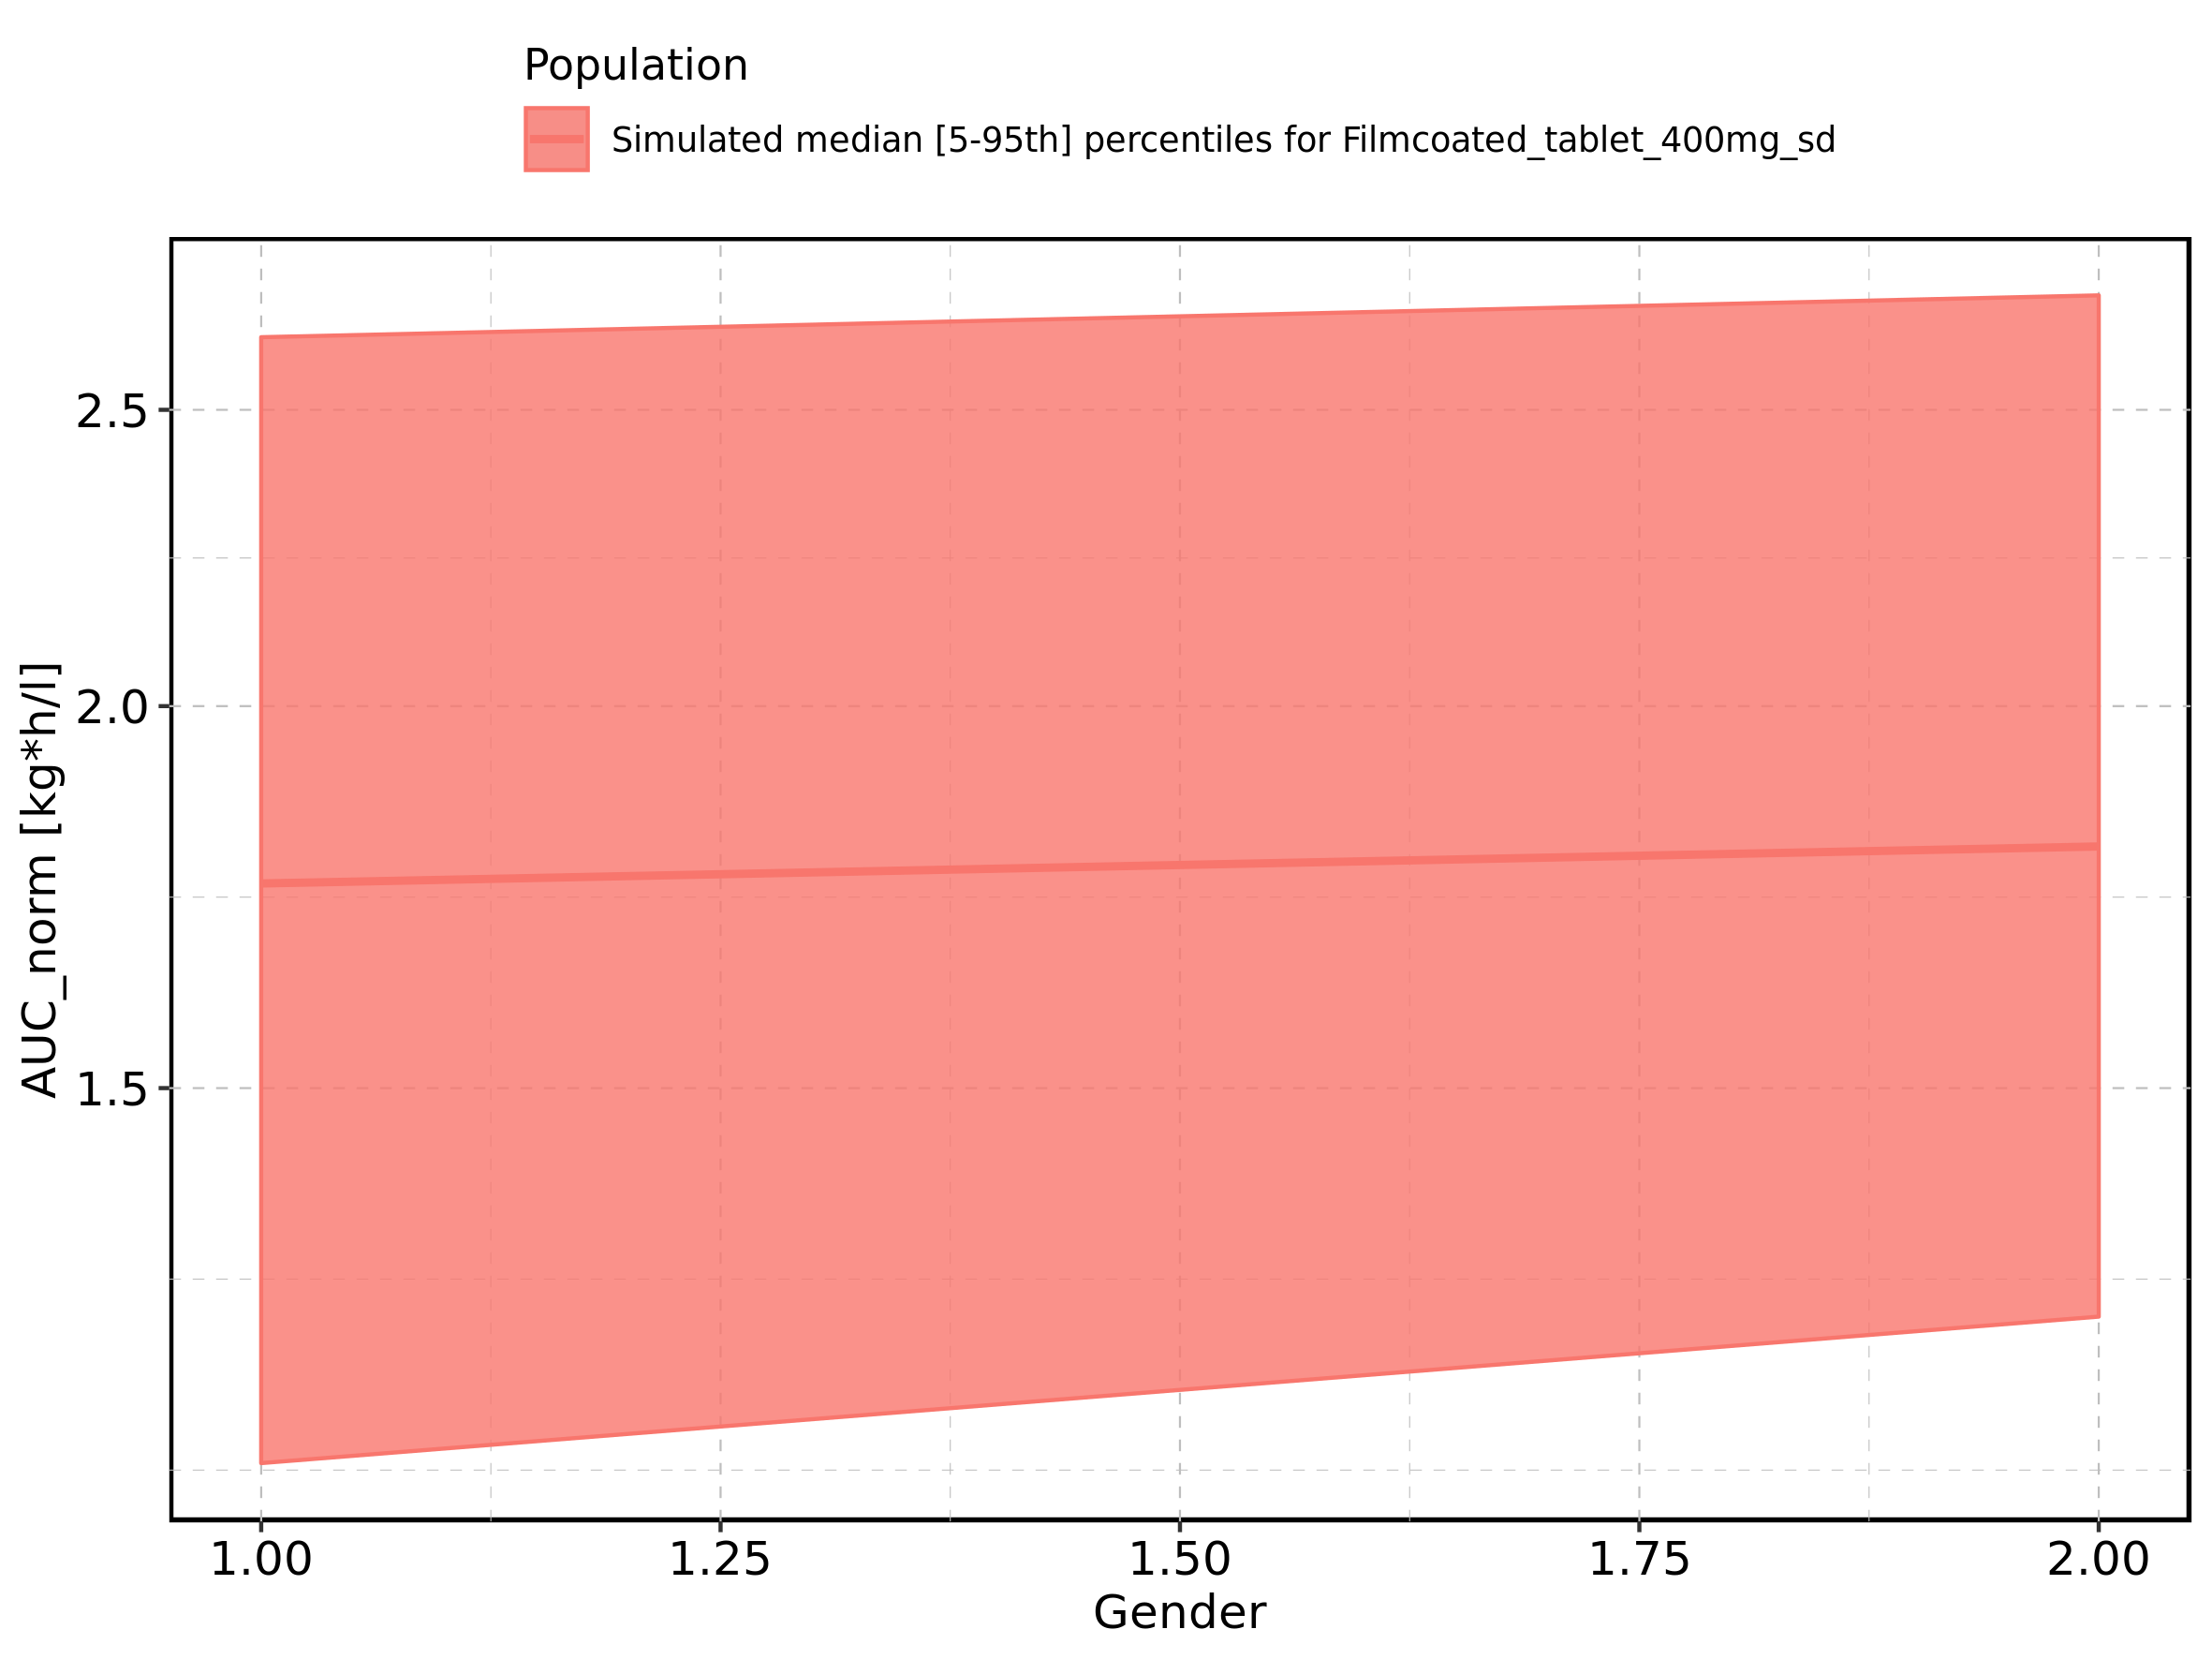 Population
Simulated median [5-95th] percentiles for Filmcoated_tablet_400mg_sd
AUC_norm [kg*h/l]
2.5
2.0
1.5
1.00 1.25 1.50 1.75 2.00
Gender